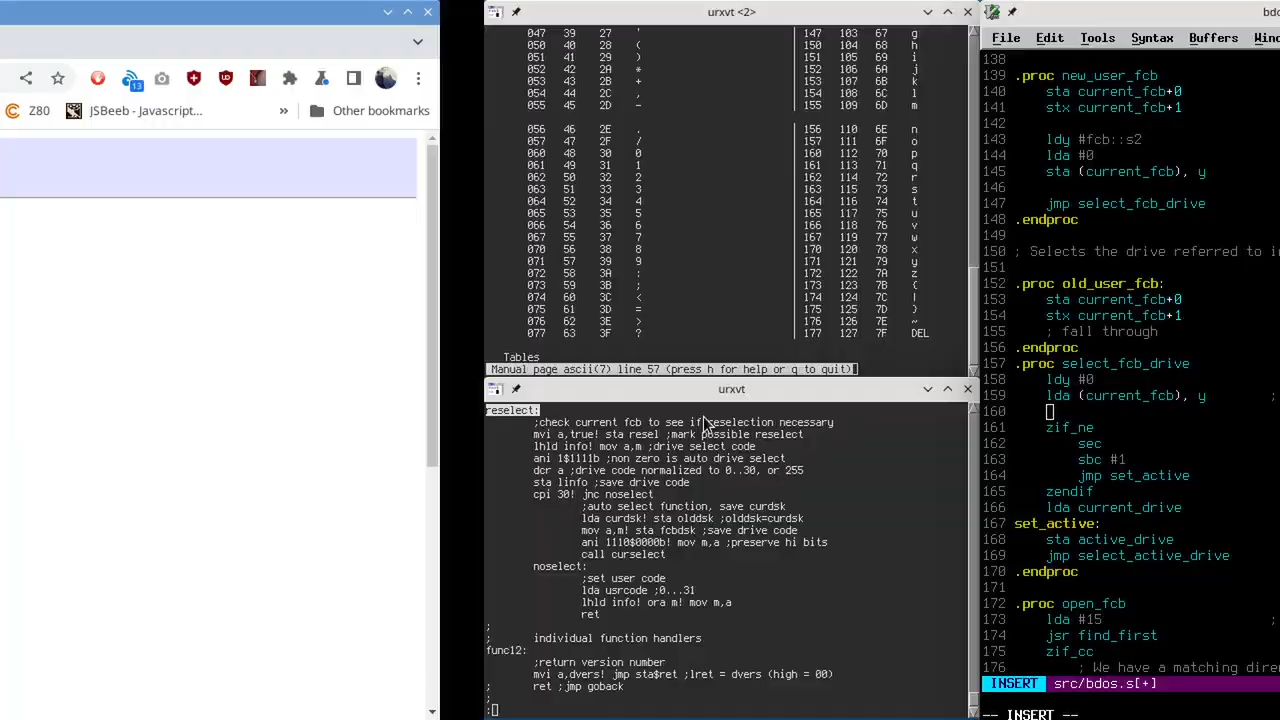 13
Z80
JSBeeb - Javascript...
»
Other bookmarks
urxvt <2>
047 39 27 ' 147 103 67 g
050 40 28 ( 150 104 68 h
051 41 29 ) 151 105 69 i
052 42 2A * 152 106 6A j
053 43 2B + 153 107 6B k
054 44 2C , 154 108 6C l
055 45 2D - 155 109 6D m
056 46 2E . 156 110 6E n
057 47 2F / 157 111 6F o
060 48 30 0 160 112 70 p
061 49 31 1 161 113 71 q
062 50 32 2 162 114 72 r
063 51 33 3 163 115 73 s
064 52 34 4 164 116 74 t
065 53 35 5 165 117 75 u
066 54 36 6 166 118 76 v
067 55 37 7 167 119 77 w
070 56 38 8 170 120 78 x
071 57 39 9 171 121 79 y
072 58 3A : 172 122 7A z
073 59 3B ; 173 123 7B {
074 60 3C < 174 124 7C |
075 61 3D = 175 125 7D }
076 62 3E > 176 126 7E ~
077 63 3F ? 177 127 7F DEL
Tables
Manual page ascii(7) line 57 (press h for help or q to quit)
urxvt
reselect:
;check current fcb to see if reselection necessary
mvi a,true! sta resel ;mark possible reselect
lhld info! mov a,m ;drive select code
ani 1$1111b ;non zero is auto drive select
dcr a ;drive code normalized to 0..30, or 255
sta linfo ;save drive code
cpi 30! jnc noselect
;auto select function, save curdsk
lda curdsk! sta olddsk ;olddsk=curdsk
mov a,m! sta fcbdsk ;save drive code
ani 1110$0000b! mov m,a ;preserve hi bits
call curselect
noselect:
;set user code
lda usrcode ;0...31
lhld info! ora m! mov m,a
ret
;
; individual function handlers
func12:
;return version number
mvi a,dvers! jmp sta$ret ;lret = dvers (high = 00)
; ret ;jmp goback
;
:
bdo
File Edit Tools Syntax Buffers Wind
138
139 .proc new_user_fcb
140 sta current_fcb+0
141 stx current_fcb+1
142
143 ldy #fcb::s2
144 lda #0
145 sta (current_fcb), y
146
147 jmp select_fcb_drive
148 .endproc
149
150 ; Selects the drive referred to i
151
152 .proc old_user_fcb:
153 sta current_fcb+0
154 stx current_fcb+1
155 ; fall through
156 .endproc
157 .proc select_fcb_drive
158 ldy #0
159 lda (current_fcb), y ;
160
161 zif_ne
162 sec
163 sbc #1
164 jmp set_active
165 zendif
166 lda current_drive
167 set_active:
168 sta active_drive
169 jmp select_active_drive
170 .endproc
171
172 .proc open_fcb
173 lda #15 ;
174 jsr find_first
175 zif_cc
176 ; We have a matching dire
INSERT src/bdos.s[+]
-- INSERT --